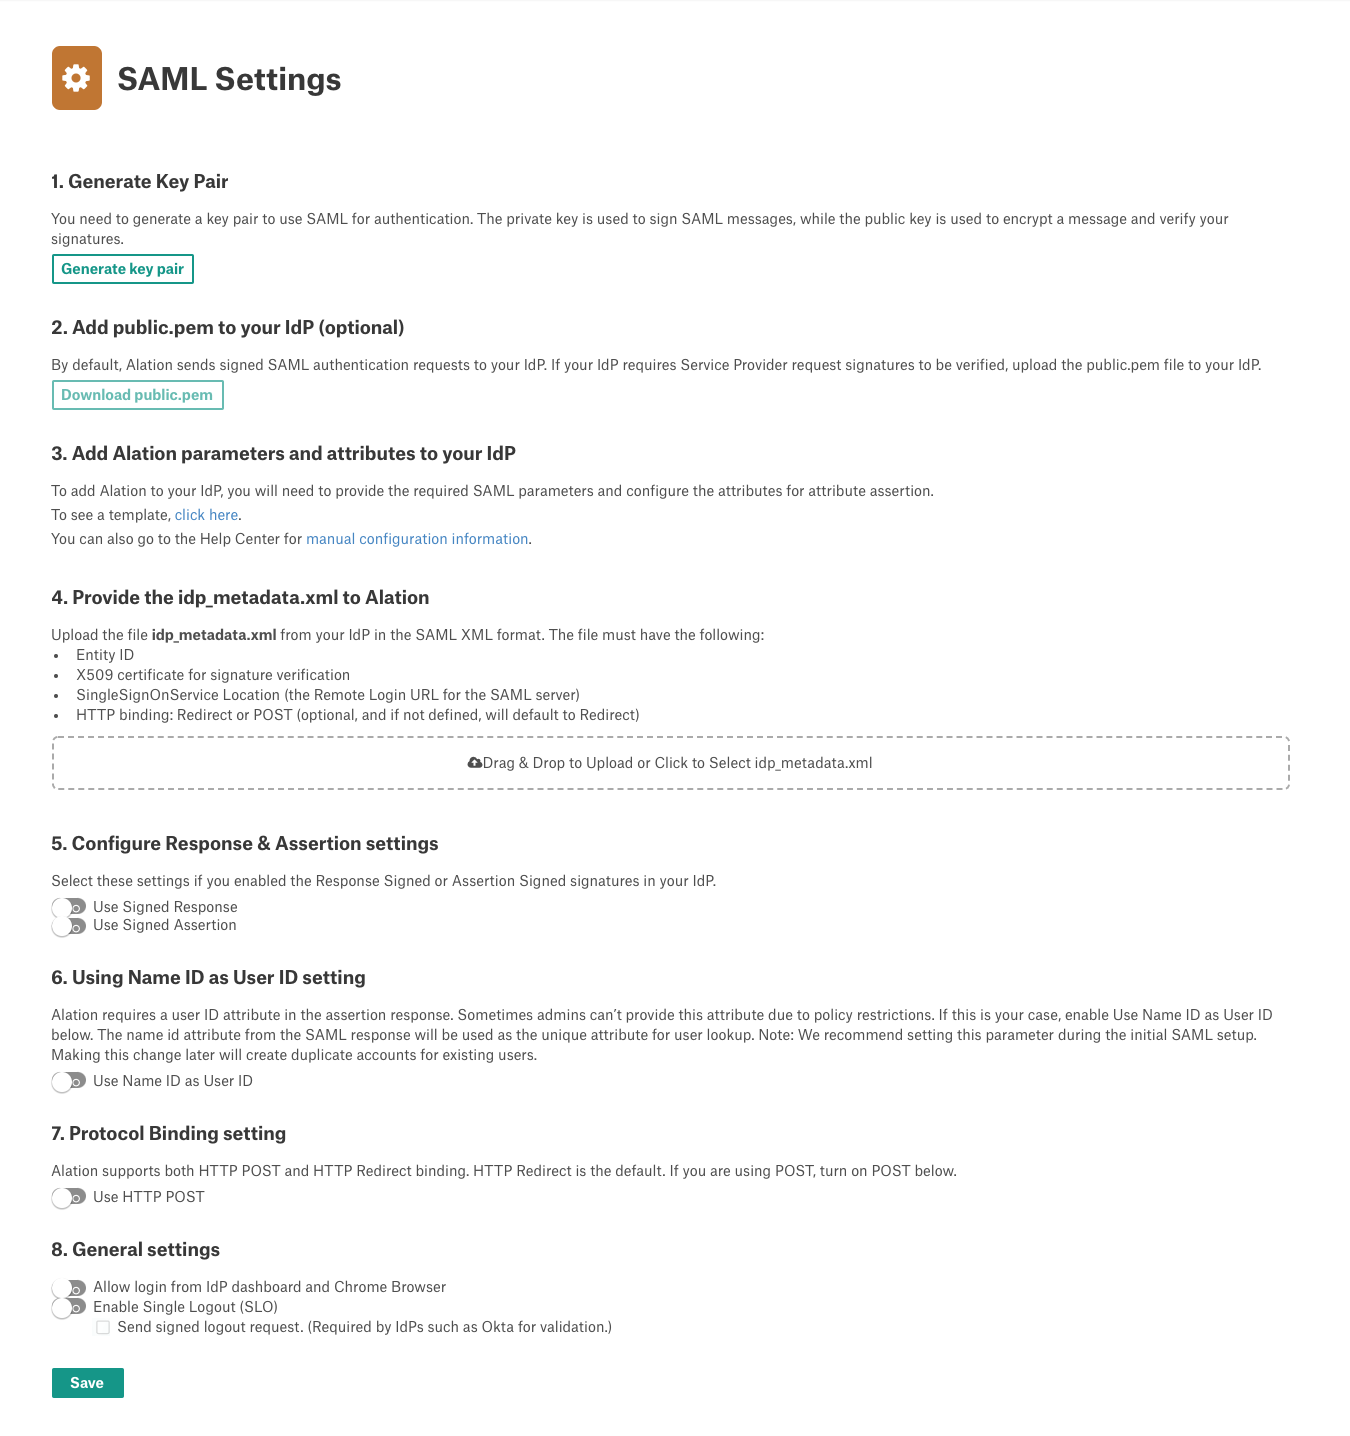 SAML Settings
1. Generate Key Pair
You need to generate a key pair to use SAML for authentication. The private key is used to sign SAML messages, while the public key is used to encrypt a message and verify your
signatures.
Generate key pair
2. Add public.pem to your IdP (optional)
By default, Alation sends signed SAML authentication requests to your IdP. If your IdP requires Service Provider request signatures to be verified, upload the public.pem file to your IdP.
Download public.pem
3. Add Alation parameters and attributes to your IdP
To add Alation to your IdP, you will need to provide the required SAML parameters and configure the attributes for attribute assertion.
To see a template, click here.
You can also go to the Help Center for manual configuration information.
4. Provide the idp_metadata.xml to Alation
Upload the file idp_metadata.xml from your IdP in the SAML XML format. The file must have the following:
• Entity ID
• X509 certificate for signature verification
• SingleSignOnService Location (the Remote Login URL for the SAML server)
• HTTP binding: Redirect or POST (optional, and if not defined, will default to Redirect)
Drag & Drop to Upload or Click to Select idp_metadata.xml
5. Configure Response & Assertion settings
Select these settings if you enabled the Response Signed or Assertion Signed signatures in your IdP.
Use Signed Response
Use Signed Assertion
6. Using Name ID as User ID setting
Alation requires a user ID attribute in the assertion response. Sometimes admins can’t provide this attribute due to policy restrictions. If this is your case, enable Use Name ID as User ID
below. The name id attribute from the SAML response will be used as the unique attribute for user lookup. Note: We recommend setting this parameter during the initial SAML setup.
Making this change later will create duplicate accounts for existing users.
Use Name ID as User ID
7. Protocol Binding setting
Alation supports both HTTP POST and HTTP Redirect binding. HTTP Redirect is the default. If you are using POST, turn on POST below.
Use HTTP POST
8. General settings
Allow login from IdP dashboard and Chrome Browser
Enable Single Logout (SLO)
Send signed logout request. (Required by IdPs such as Okta for validation.)
Save